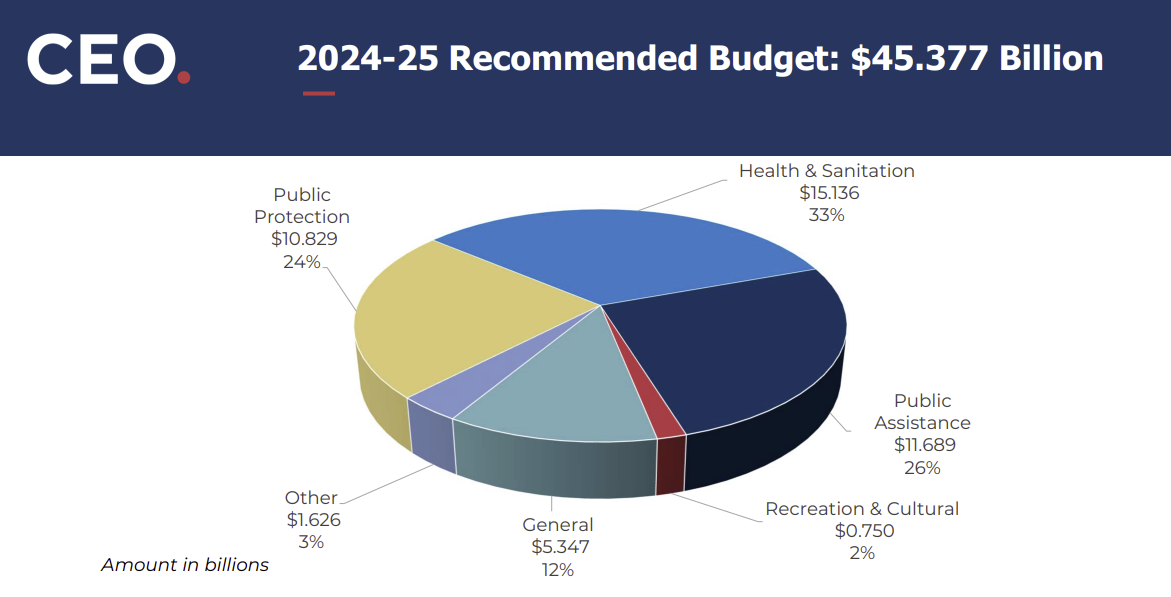 CEO.
2024-25 Recommended Budget: $45.377 Billion
Health & Sanitation
$15.136
33%
Public
Protection
$10.829
24%
Public
Assistance
$11.689
26%
Other
$1.626
3%
General
$5.347
12%
Recreation & Cultural
$0.750
2%
Amount in billions